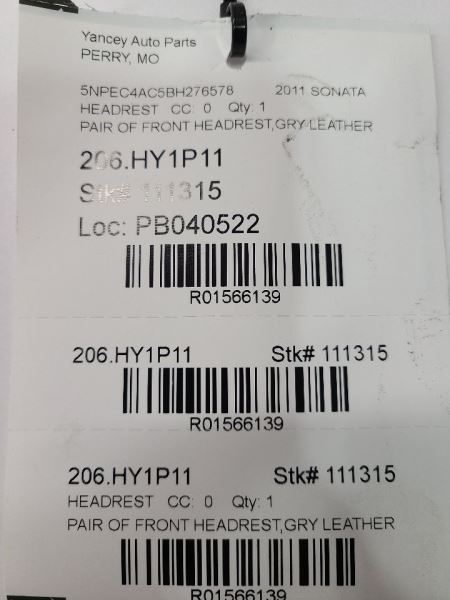 Yancey Auto Parts
PERRY, MO
5NPEC4AC5BH276578 2011 SONATA
HEADREST CC: 0 Qty: 1
PAIR OF FRONT HEADREST,GRY LEATHER
206.HY1P11
Stk# 111315
Loc: PB040522
R01566139
206.HY1P11 Stk# 111315
R01566139
206.HY1P11 Stk# 111315
HEADREST CC: 0 Qty: 1
PAIR OF FRONT HEADREST,GRY LEATHER
R01566139